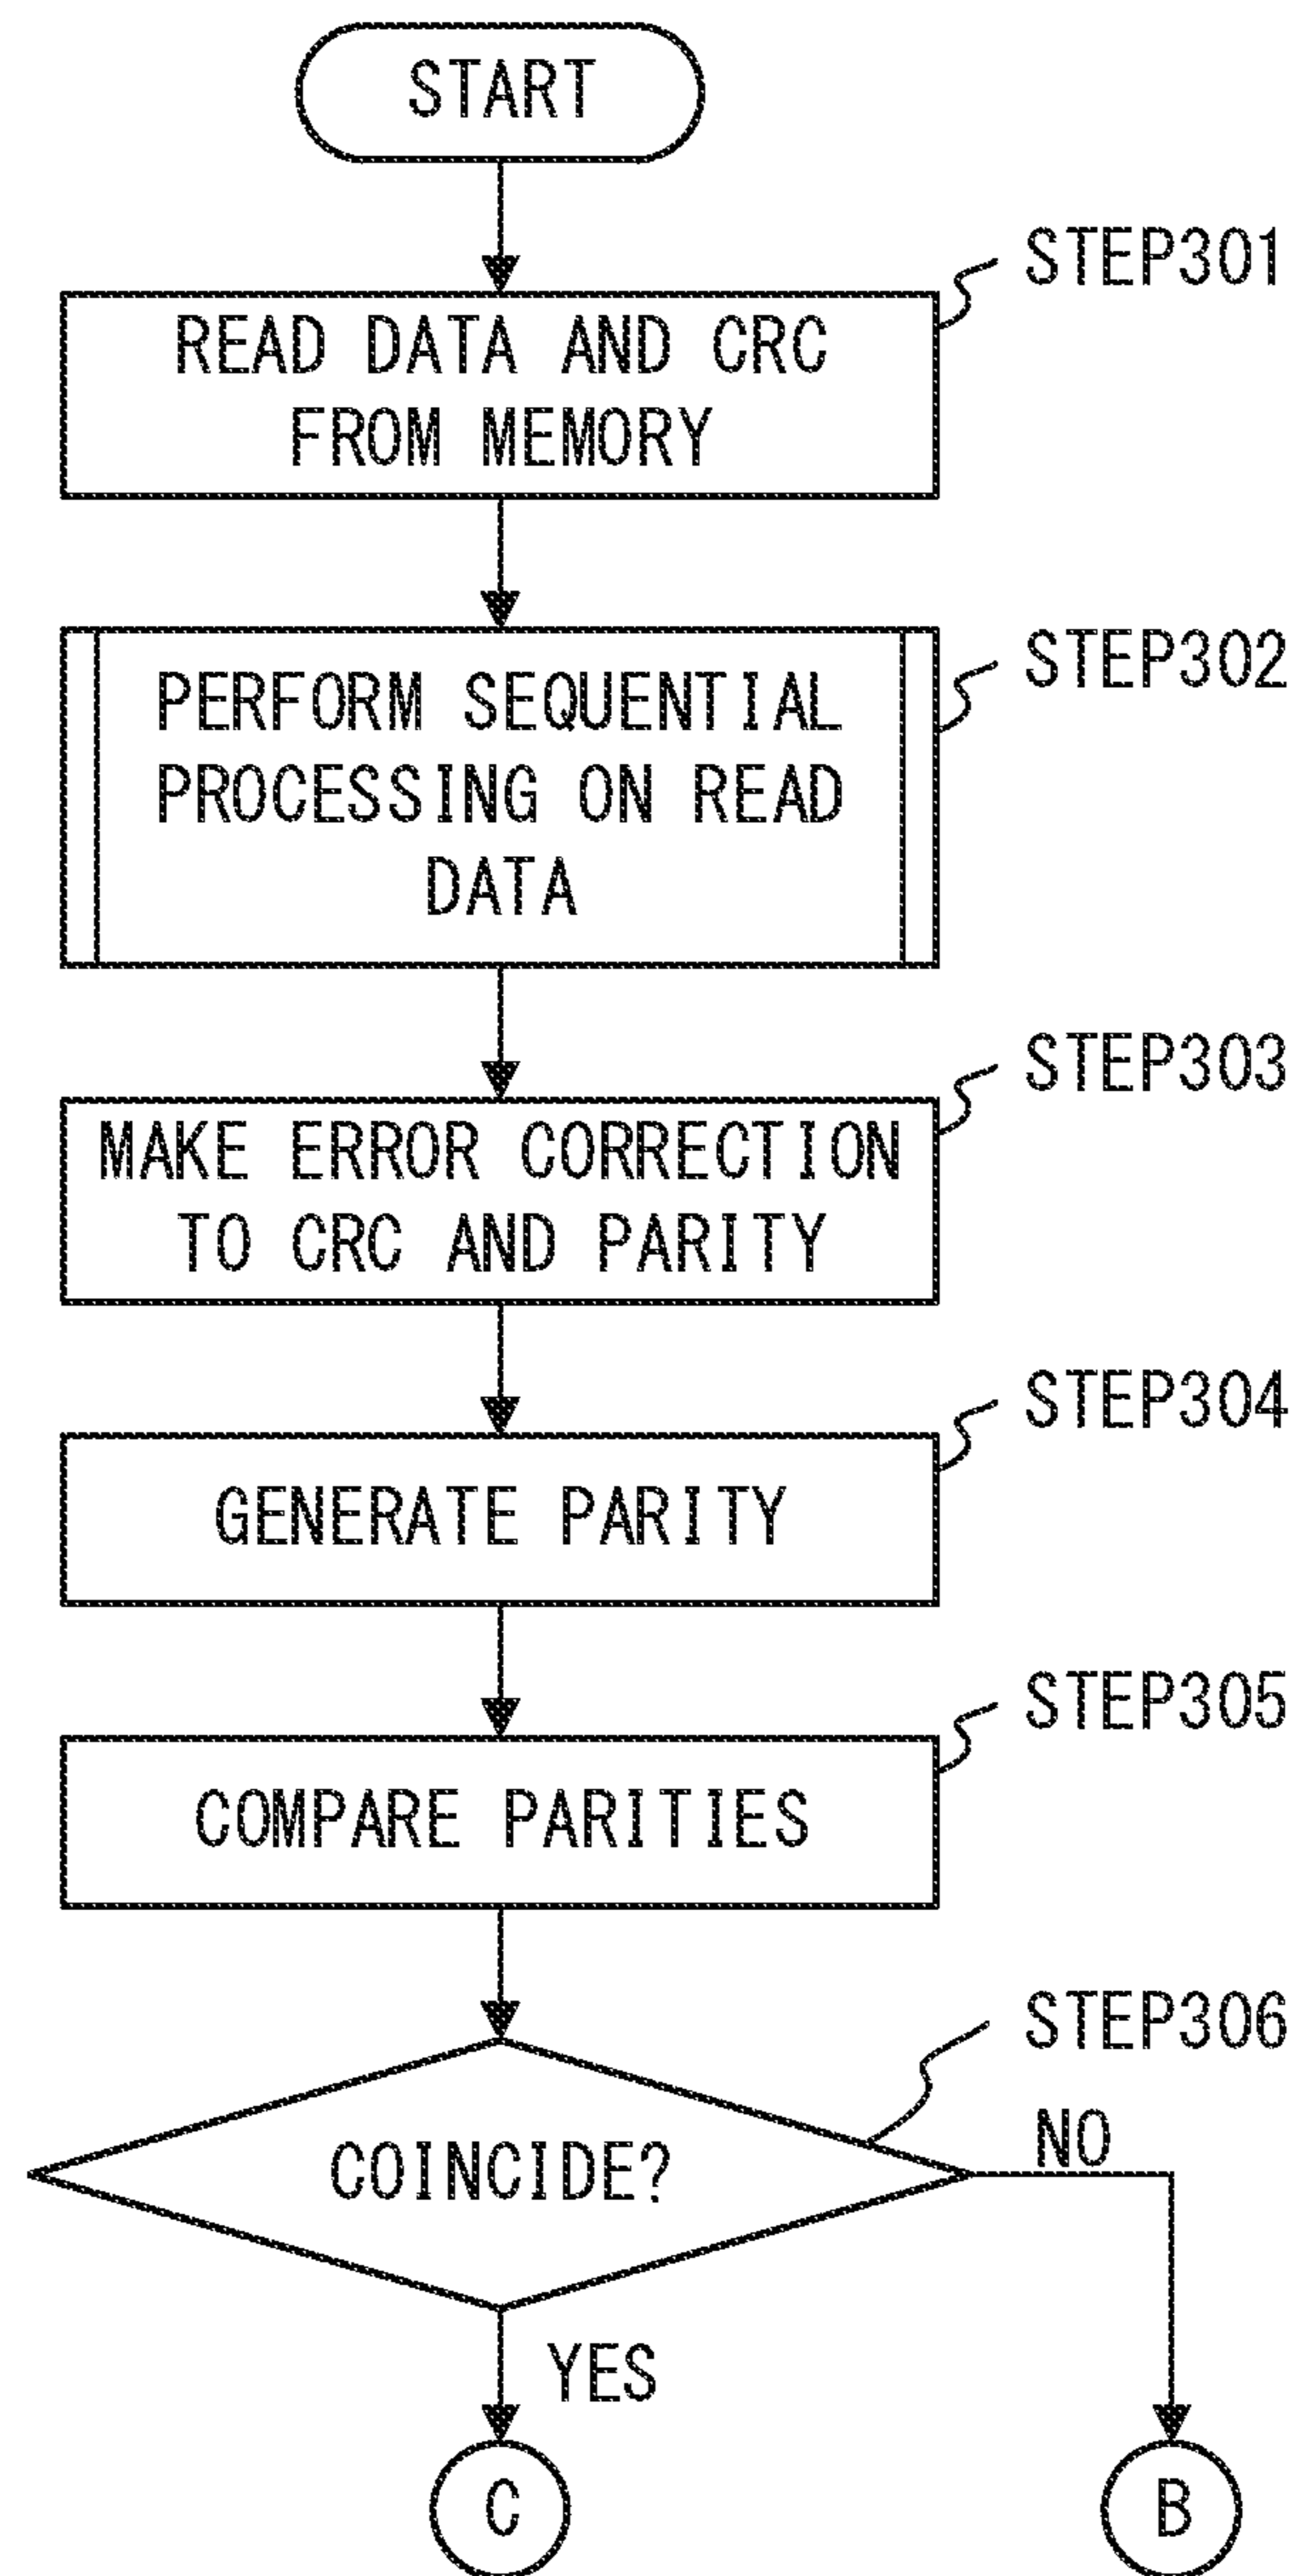 START
STEP301
READ DATA AND CRC
FROM MEMORY
STEP302
PERFORM SEQUENTIAL
PROCESSING ON READ
DATA
STEP303
MAKE ERROR CORRECTION
TO CRC AND PARITY
STEP304
GENERATE PARITY
STEP305
COMPARE PARITIES
STEP306
COINCIDE?
NO
YES
C
B